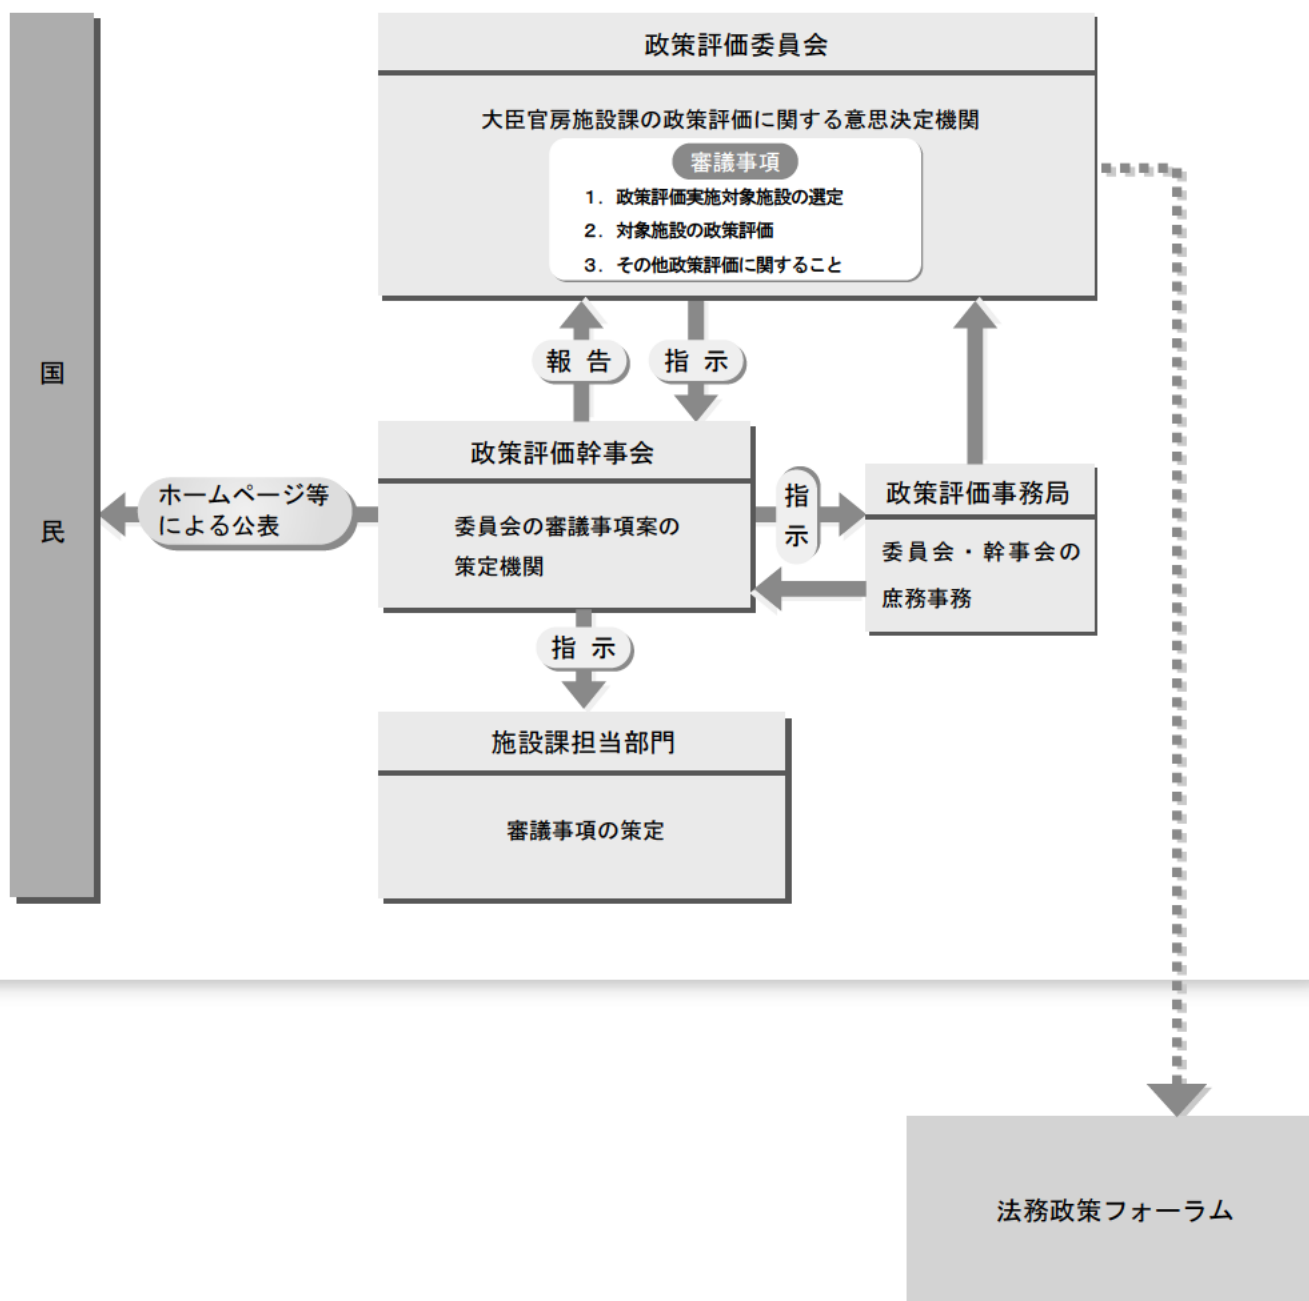 政策評価委員会
大臣官房施設課の政策評価に関する意思決定機関
審議事項
1. 政策評価実施対象施設の選定
2. 対象施設の政策評価
3. その他政策評価に関すること
国
民
報 告
指 示
政策評価幹事会
委員会の審議事項案の
策定機関
ホームページ等
による公表
指
示
政策評価事務局
委員会・幹事会の
庶務事務
指 示
施設課担当部門
審議事項の策定
法務政策フォーラム